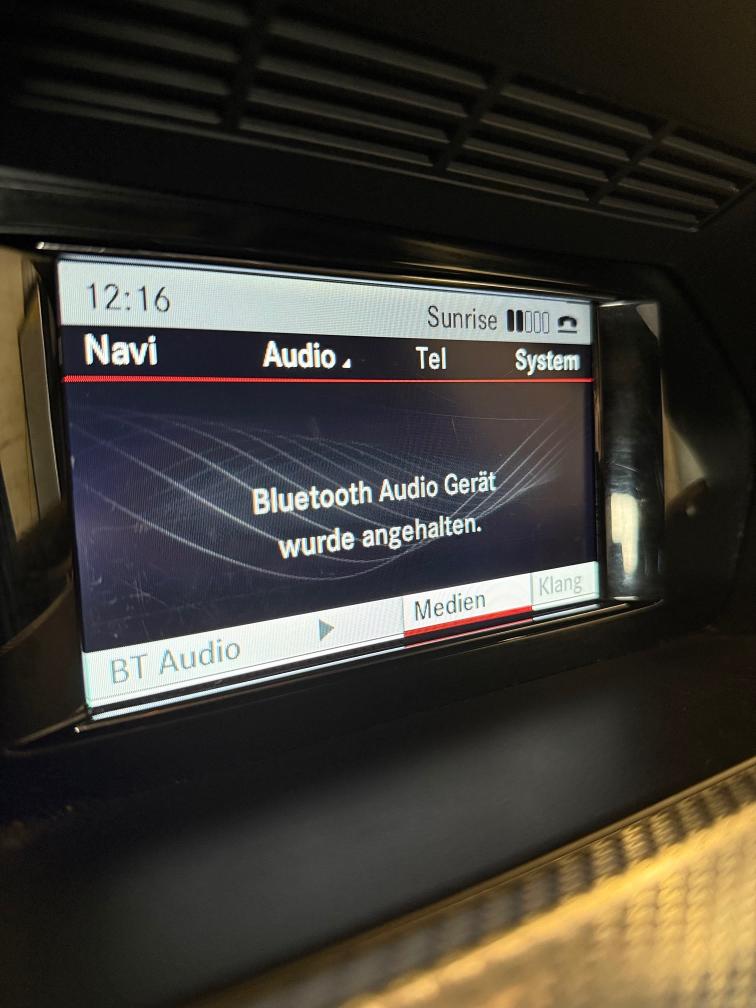 12:16
Sunrise
Navi Audio Tel System
Bluetooth Audio Gerät
wurde angehalten.
BT Audio Medien Klang